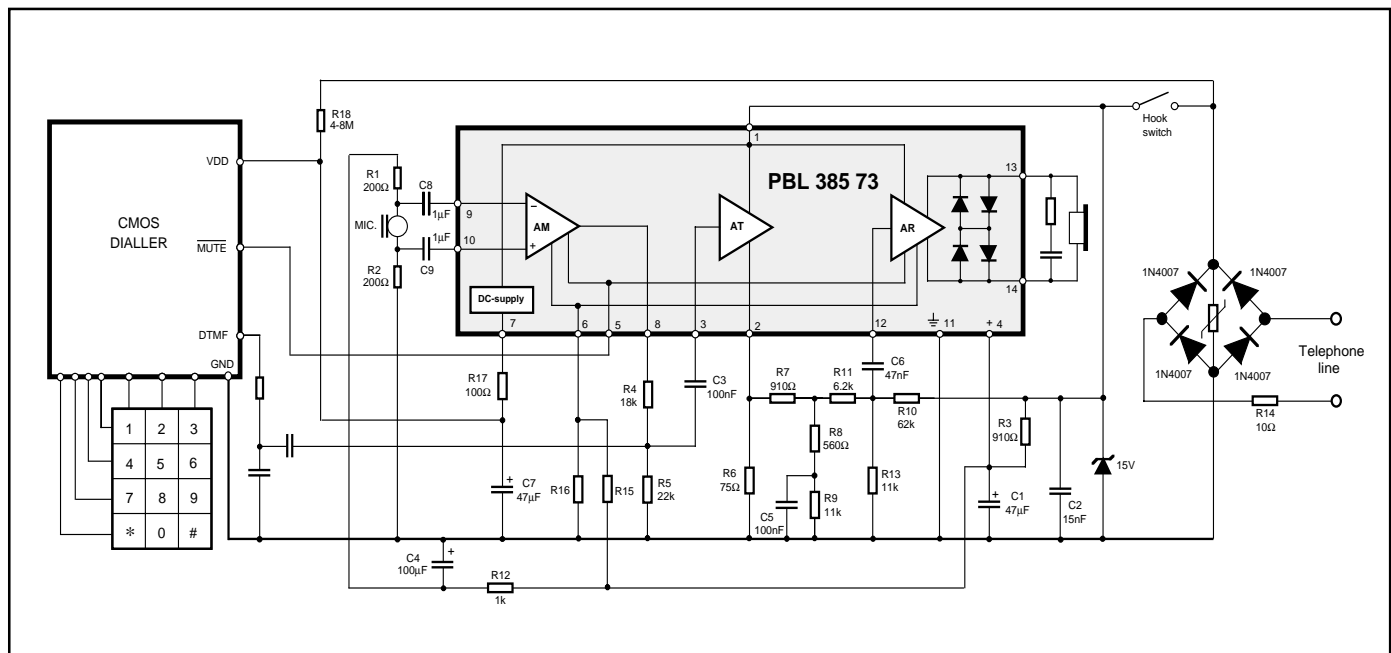 CMOS
DIALLER
VDD
MUTE
DTMF
GND
1 2 3
4 5 6
7 8 9
* 0 #
R18
4-8M
R1
200Ω
MIC.
R2
200Ω
C8
1μF
1μF
C9
9
10
AM
−
+
DC-supply
7
6
5
8
3
2
12
11
+ 4
1
PBL 385 73
AT
AR
13
14
Hook
switch
R17
100Ω
C7
+
47μF
C4
100μF
+
R12
1k
R16
R15
R4
18k
R5
22k
C3
100nF
R7
910Ω
R11
6.2k
C6
47nF
R10
62k
R8
560Ω
R6
75Ω
C5
100nF
R9
11k
R13
11k
R3
910Ω
+
C1
47μF
C2
15nF
15V
1N4007
1N4007
1N4007
1N4007
Telephone
line
R14
10Ω